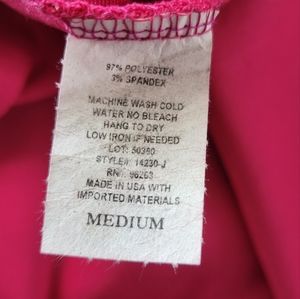 97% POLYESTER
3% SPANDEX
MACHINE WASH COLD
WATER NO BLEACH
HANG TO DRY
LOW IRON IF NEEDED
LOT: 50360
STYLE#: 14230-J
RN#: 96263
MADE IN USA WITH
IMPORTED MATERIALS
MEDIUM